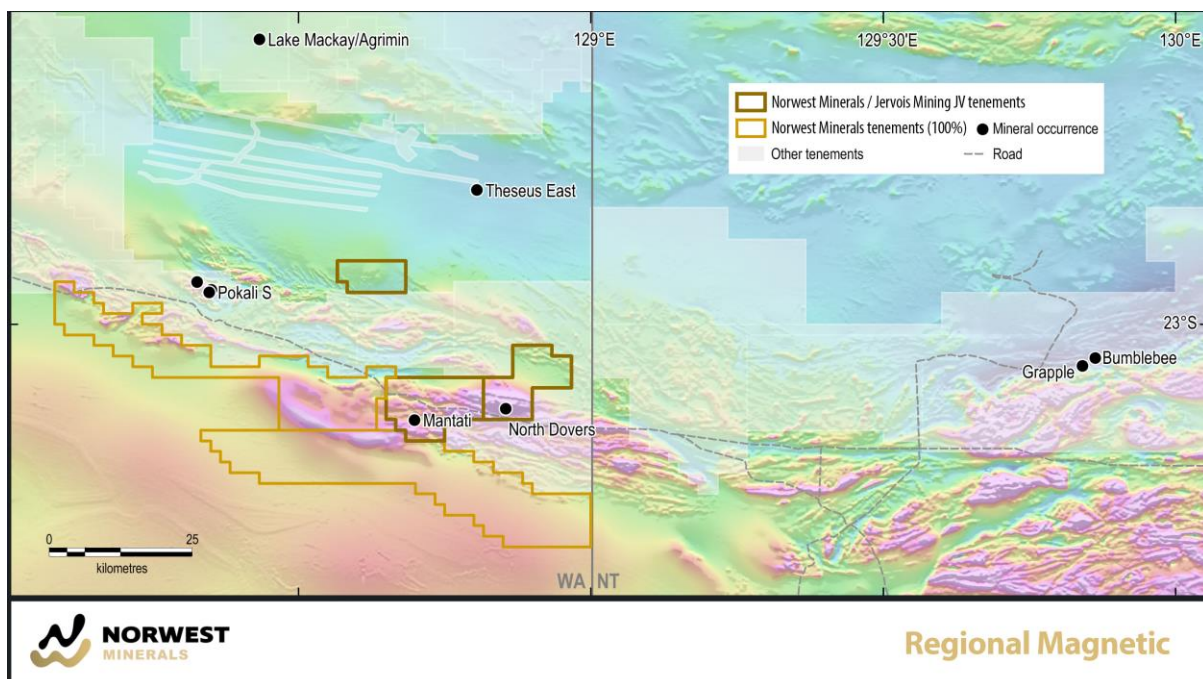 Lake Mackay/Agrimin
129°E
129°30'E
130°E
Norwest Minerals / Jervois Mining JV tenements
Norwest Minerals tenements (100%)
Mineral occurrence
Other tenements
Road
Theseus East
Pokali S
23°S
Bumblebee
Grapple
Mantati
North Dovers
0 25
kilometres
WA NT
NORWEST
MINERALS
Regional Magnetic